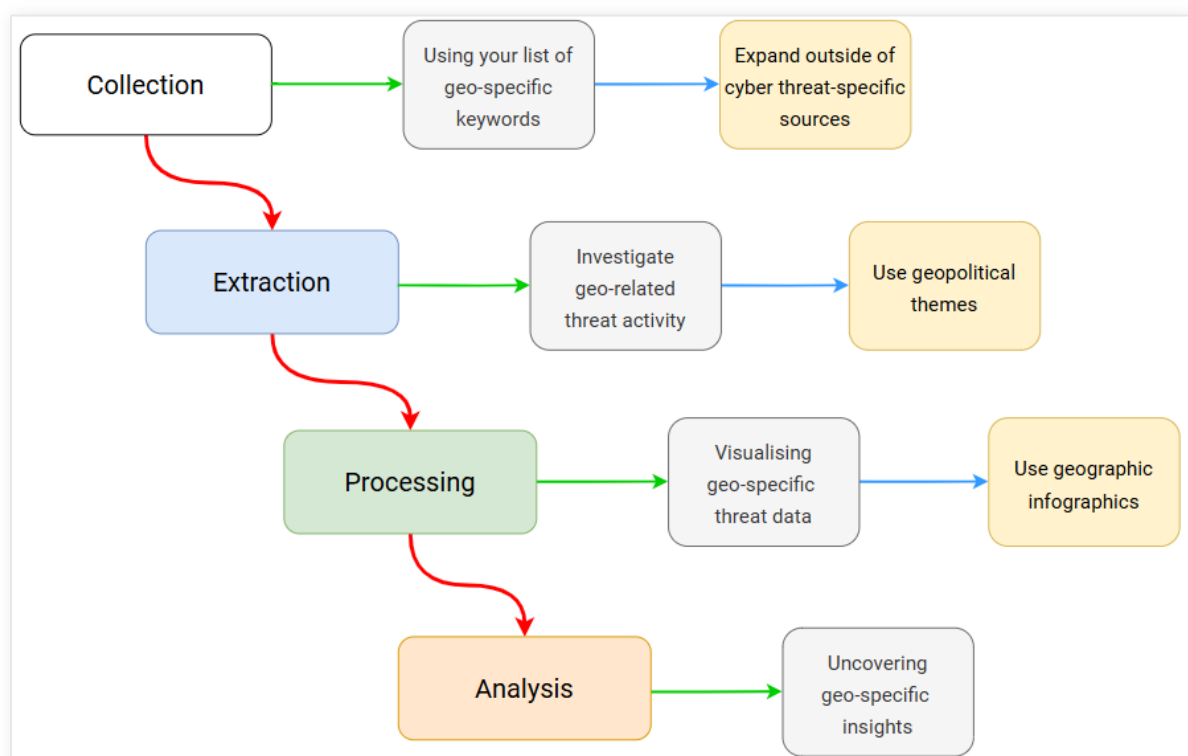 Collection
Using your list of
geo-specific
keywords
Expand outside of
cyber threat-specific
sources
Extraction
Investigate
geo-related
threat activity
Use geopolitical
themes
Processing
Visualising
geo-specific
threat data
Use geographic
infographics
Analysis
Uncovering
geo-specific
insights